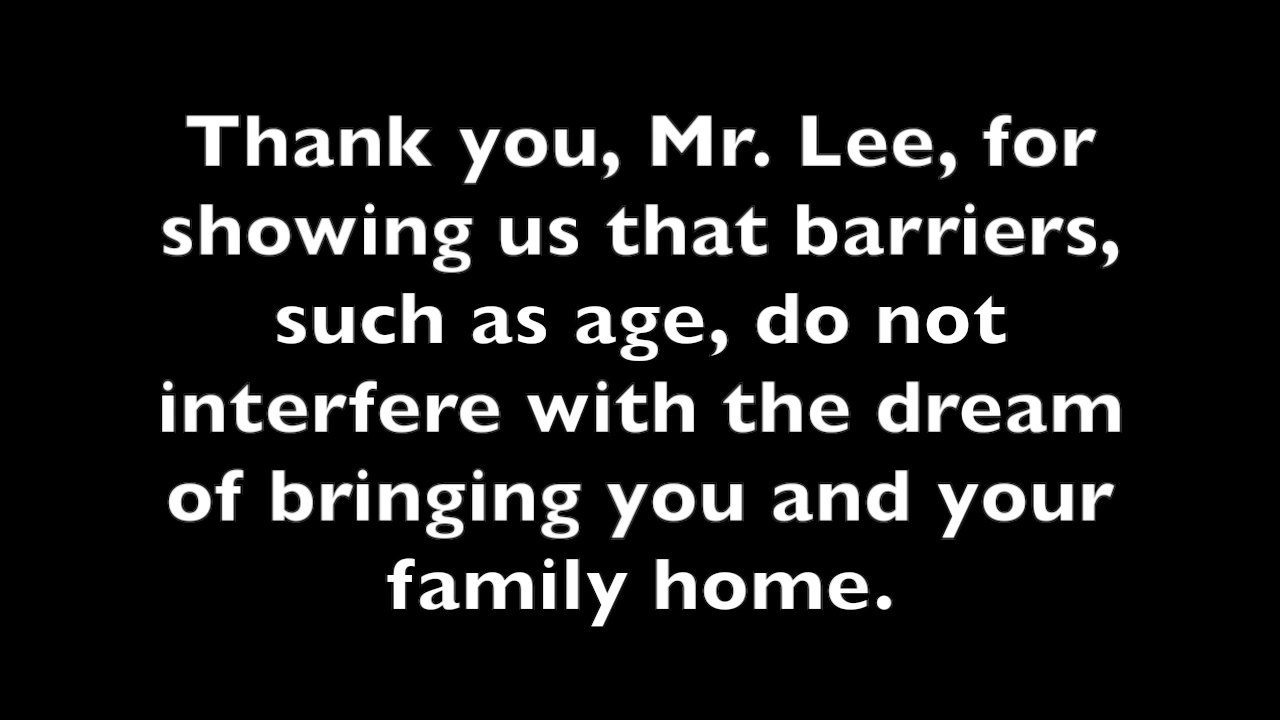 Thank you, Mr. Lee, for
showing us that barriers,
such as age, do not
interfere with the dream
of bringing you and your
family home.